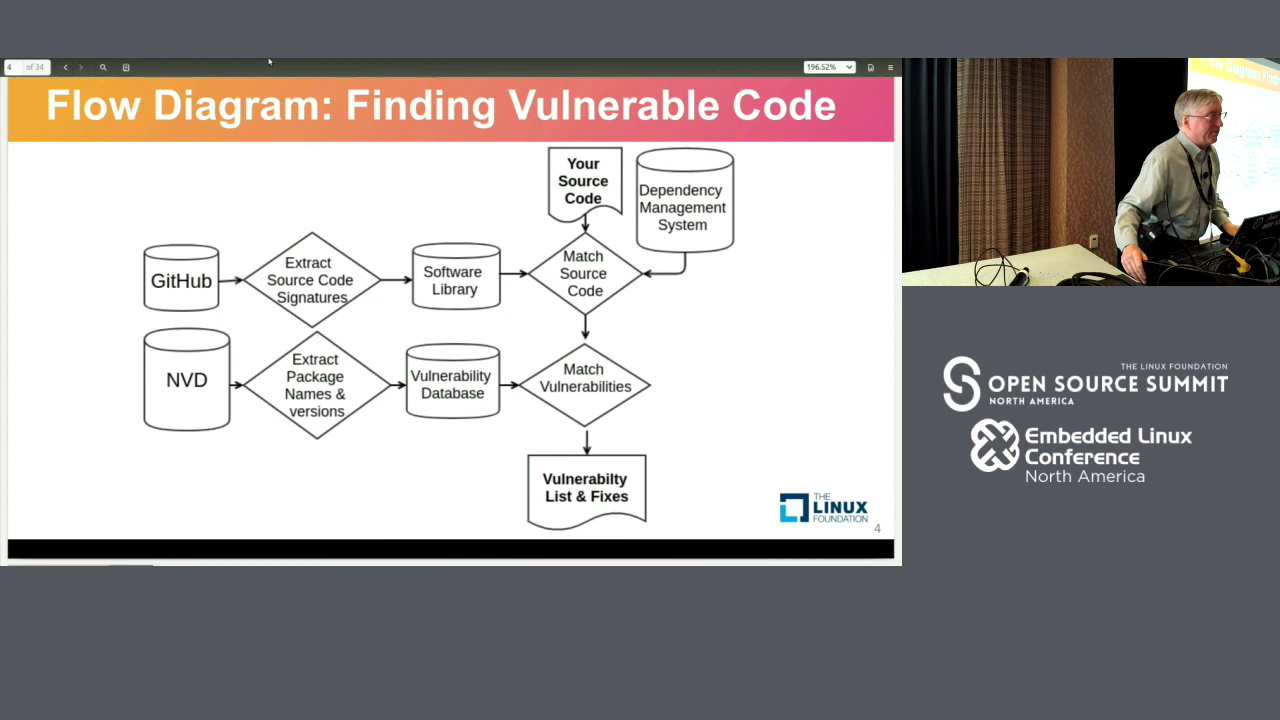 4 of 34
196.52%
Flow Diagram: Finding Vulnerable Code
Your
Source
Code
Dependency
Management
System
GitHub
Extract
Source Code
Signatures
Software
Library
Match
Source
Code
NVD
Extract
Package
Names &
versions
Vulnerability
Database
Match
Vulnerabilities
Vulnerabilty
List & Fixes
THE
LINUX
FOUNDATION
4
THE LINUX FOUNDATION
OPEN SOURCE SUMMIT
NORTH AMERICA
Embedded Linux
Conference
North America